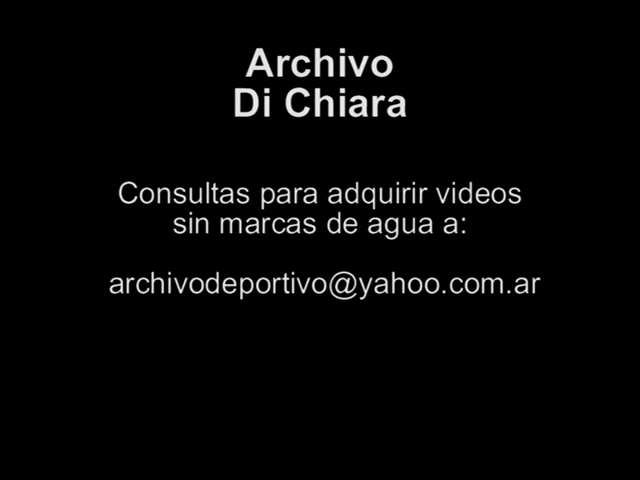 Archivo
Di Chiara
Consultas para adquirir videos
sin marcas de agua a:
archivodeportivo@yahoo.com.ar